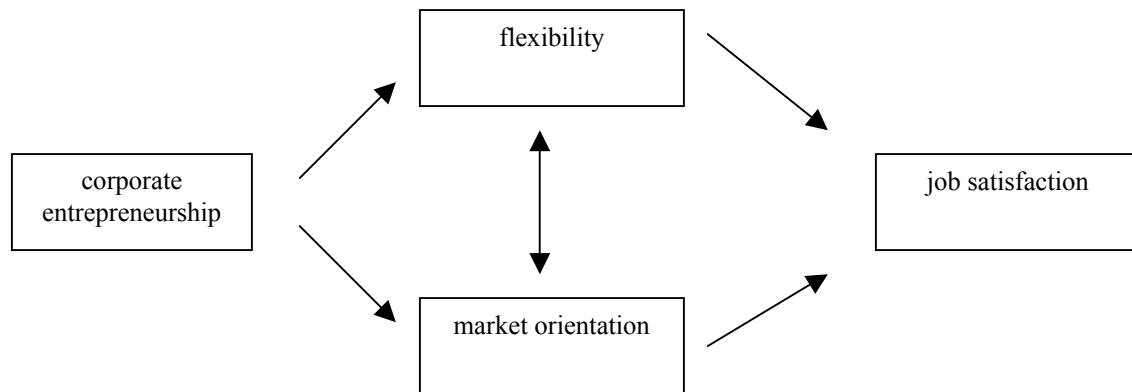 flexibility
corporate
entrepreneurship
job satisfaction
market orientation